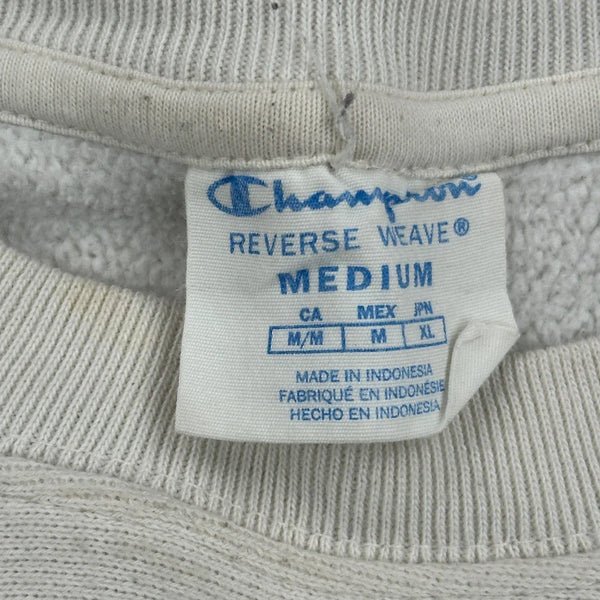 Champion
REVERSE WEAVE®
MEDIUM
CA MEX JPN
M/M M XL
MADE IN INDONESIA
FABRIQUÉ EN INDONÉSIE
HECHO EN INDONESIA